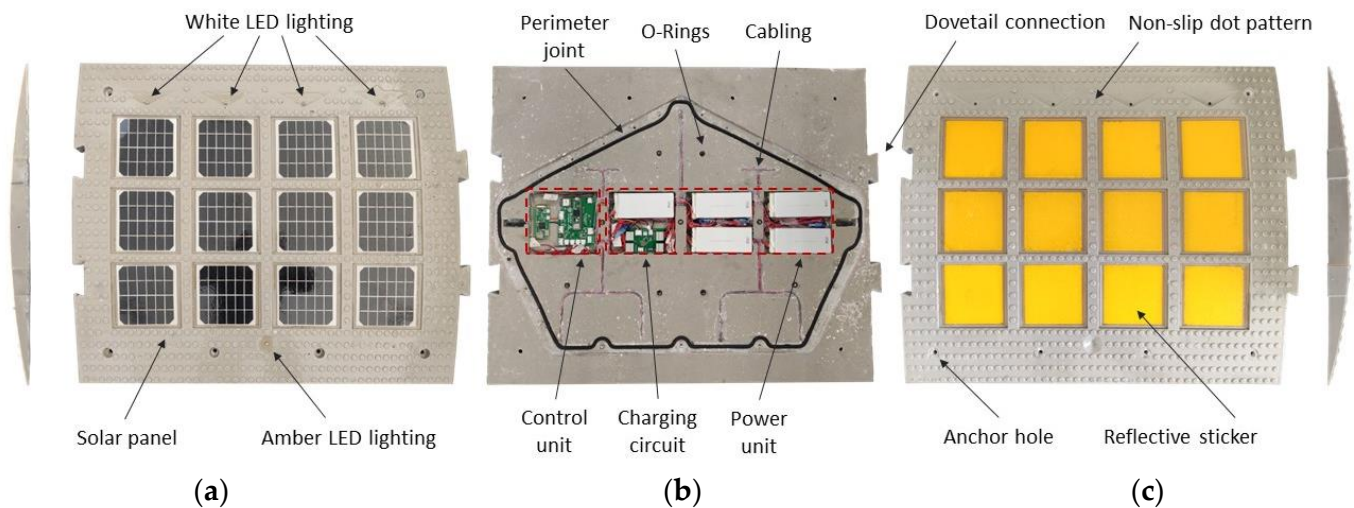 White LED lighting
Perimeter
joint
O-Rings
Cabling
Dovetail connection
Non-slip dot pattern
Solar panel
Amber LED lighting
Control
unit
Charging
circuit
Power
unit
Anchor hole
Reflective sticker
(a)
(b)
(c)